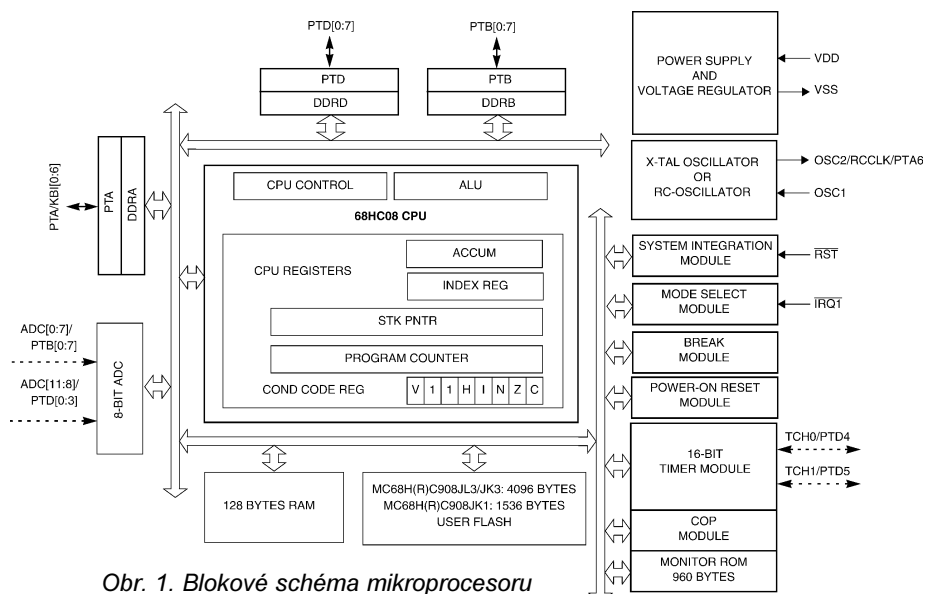 PTD[0:7]
PTB[0:7]
PTD
DDRD
PTB
DDRB
POWER SUPPLY
AND
VOLTAGE REGULATOR
VDD
VSS
X-TAL OSCILLATOR
OR
RC-OSCILLATOR
OSC2/RCCLK/PTA6
OSC1
PTA/KBI[0:6]
PTA
DDRA
CPU CONTROL
ALU
68HC08 CPU
CPU REGISTERS
ACCUM
INDEX REG
STK PNTR
PROGRAM COUNTER
COND CODE REG
V 1 1 H I N Z C
SYSTEM INTEGRATION
MODULE
RST
MODE SELECT
MODULE
IRQ1
BREAK
MODULE
POWER-ON RESET
MODULE
ADC[0:7]/
PTB[0:7]
ADC[11:8]/
PTD[0:3]
8-BIT ADC
16-BIT
TIMER MODULE
TCH0/PTD4
TCH1/PTD5
128 BYTES RAM
MC68H(R)C908JL3/JK3: 4096 BYTES
MC68H(R)C908JK1: 1536 BYTES
USER FLASH
COP
MODULE
MONITOR ROM
960 BYTES
Obr. 1. Blokové schéma mikroprocesoru